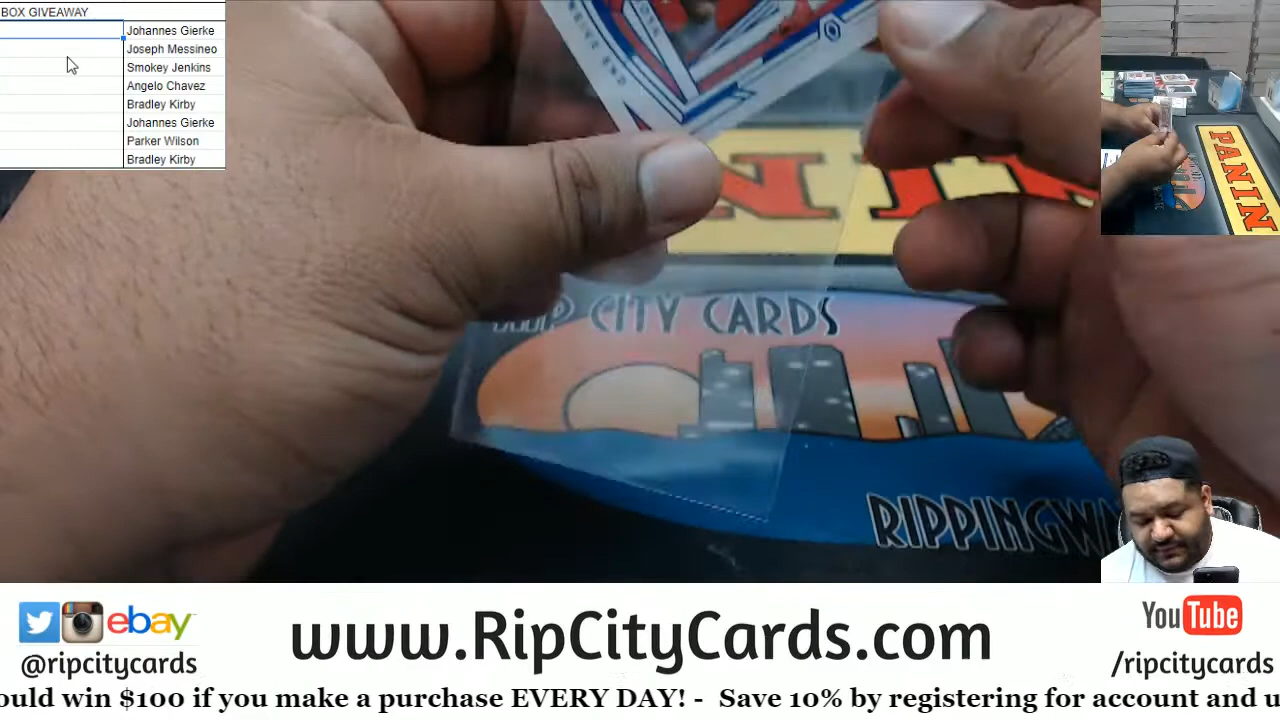 BOX GIVEAWAY
Johannes Gierke
Joseph Messineo
Smokey Jenkins
Angelo Chavez
Bradley Kirby
Johannes Gierke
Parker Wilson
Bradley Kirby
PANIN
CITY CARDS
RIPPINGW
ebay
@ripcitycards
www.RipCityCards.com
YouTube
/ripcitycards
ould win $100 if you make a purchase EVERY DAY! - Save 10% by registering for account and u